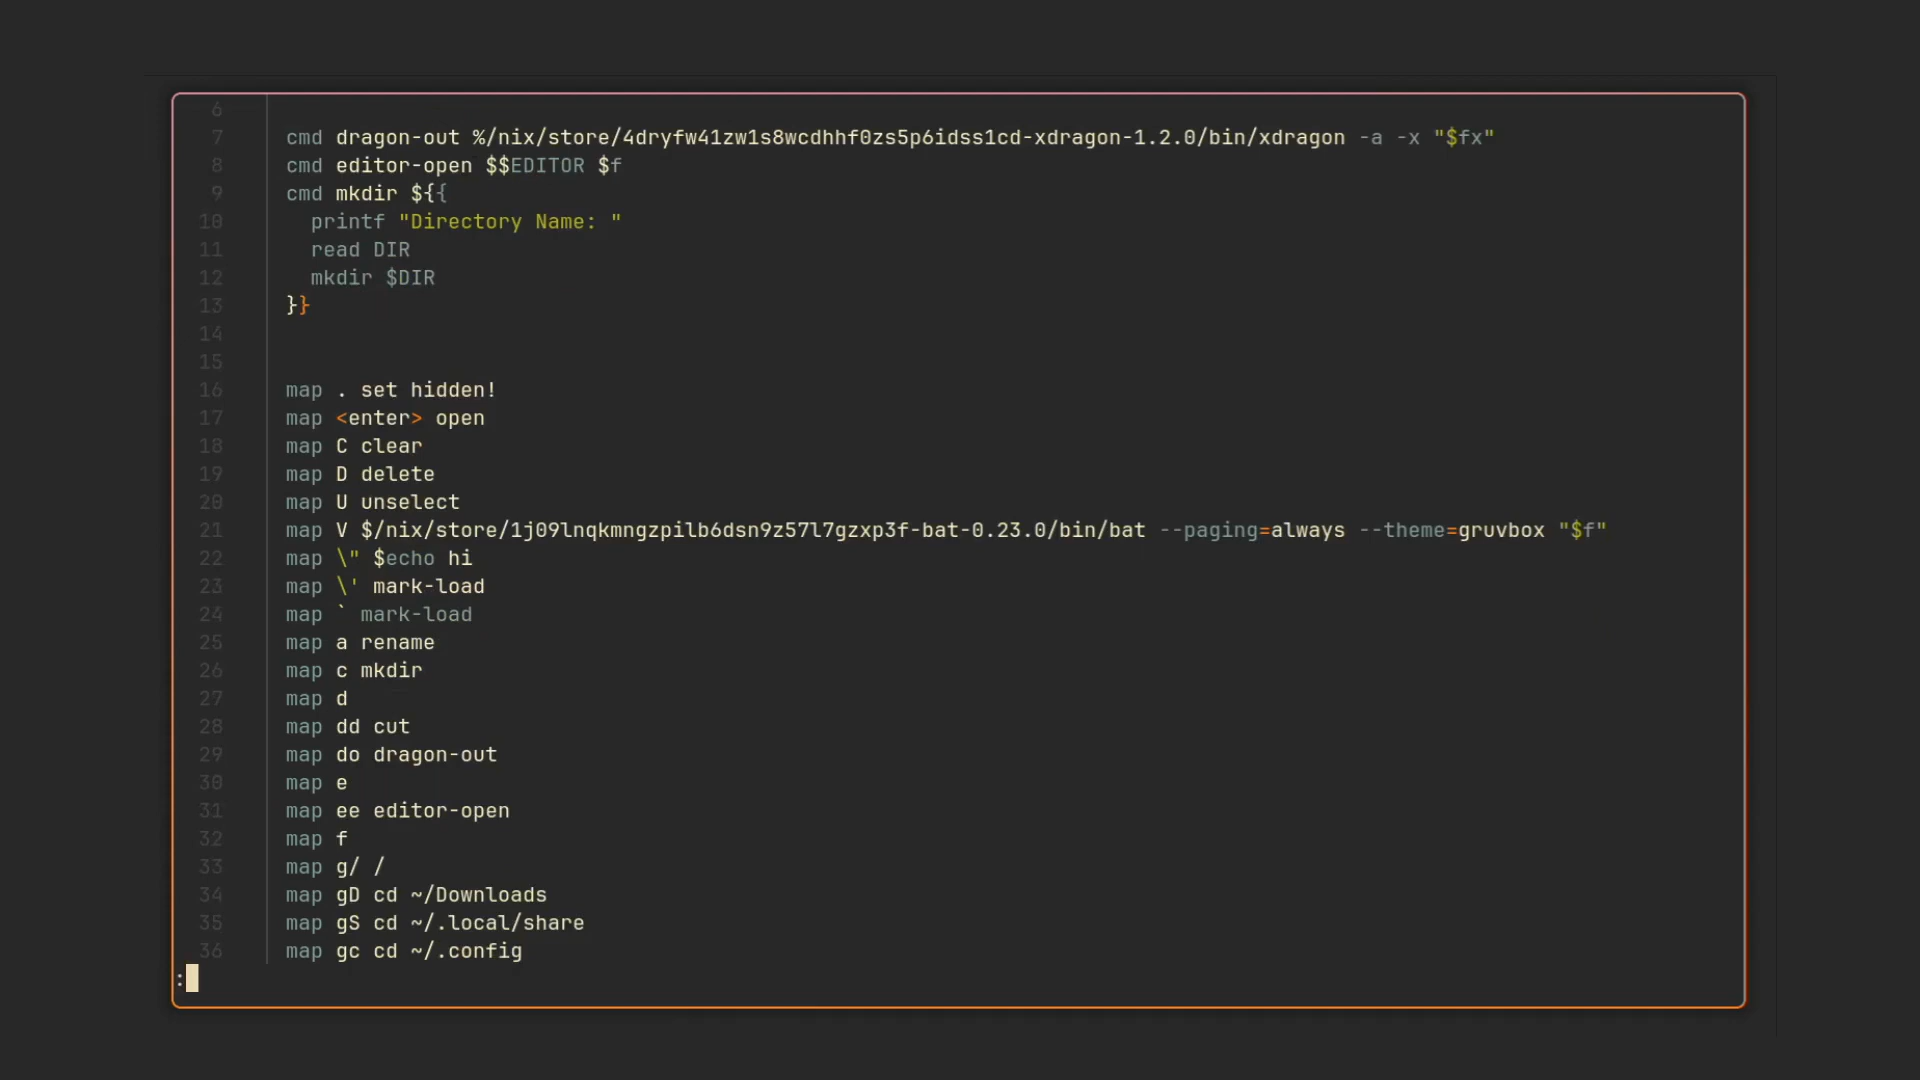 6
7 cmd dragon-out %/nix/store/4dryfw41zw1s8wcdhhf0zs5p6idss1cd-xdragon-1.2.0/bin/xdragon -a -x "$fx"
8 cmd editor-open $$EDITOR $f
9 cmd mkdir ${{
10   printf "Directory Name: "
11   read DIR
12   mkdir $DIR
13 }}
14
15
16 map . set hidden!
17 map <enter> open
18 map C clear
19 map D delete
20 map U unselect
21 map V $/nix/store/1j09lnqkmngzpilb6dsn9z57l7gzxp3f-bat-0.23.0/bin/bat --paging=always --theme=gruvbox "$f"
22 map \" $echo hi
23 map \' mark-load
24 map ` mark-load
25 map a rename
26 map c mkdir
27 map d
28 map dd cut
29 map do dragon-out
30 map e
31 map ee editor-open
32 map f
33 map g/ /
34 map gD cd ~/Downloads
35 map gS cd ~/.local/share
36 map gc cd ~/.config
: